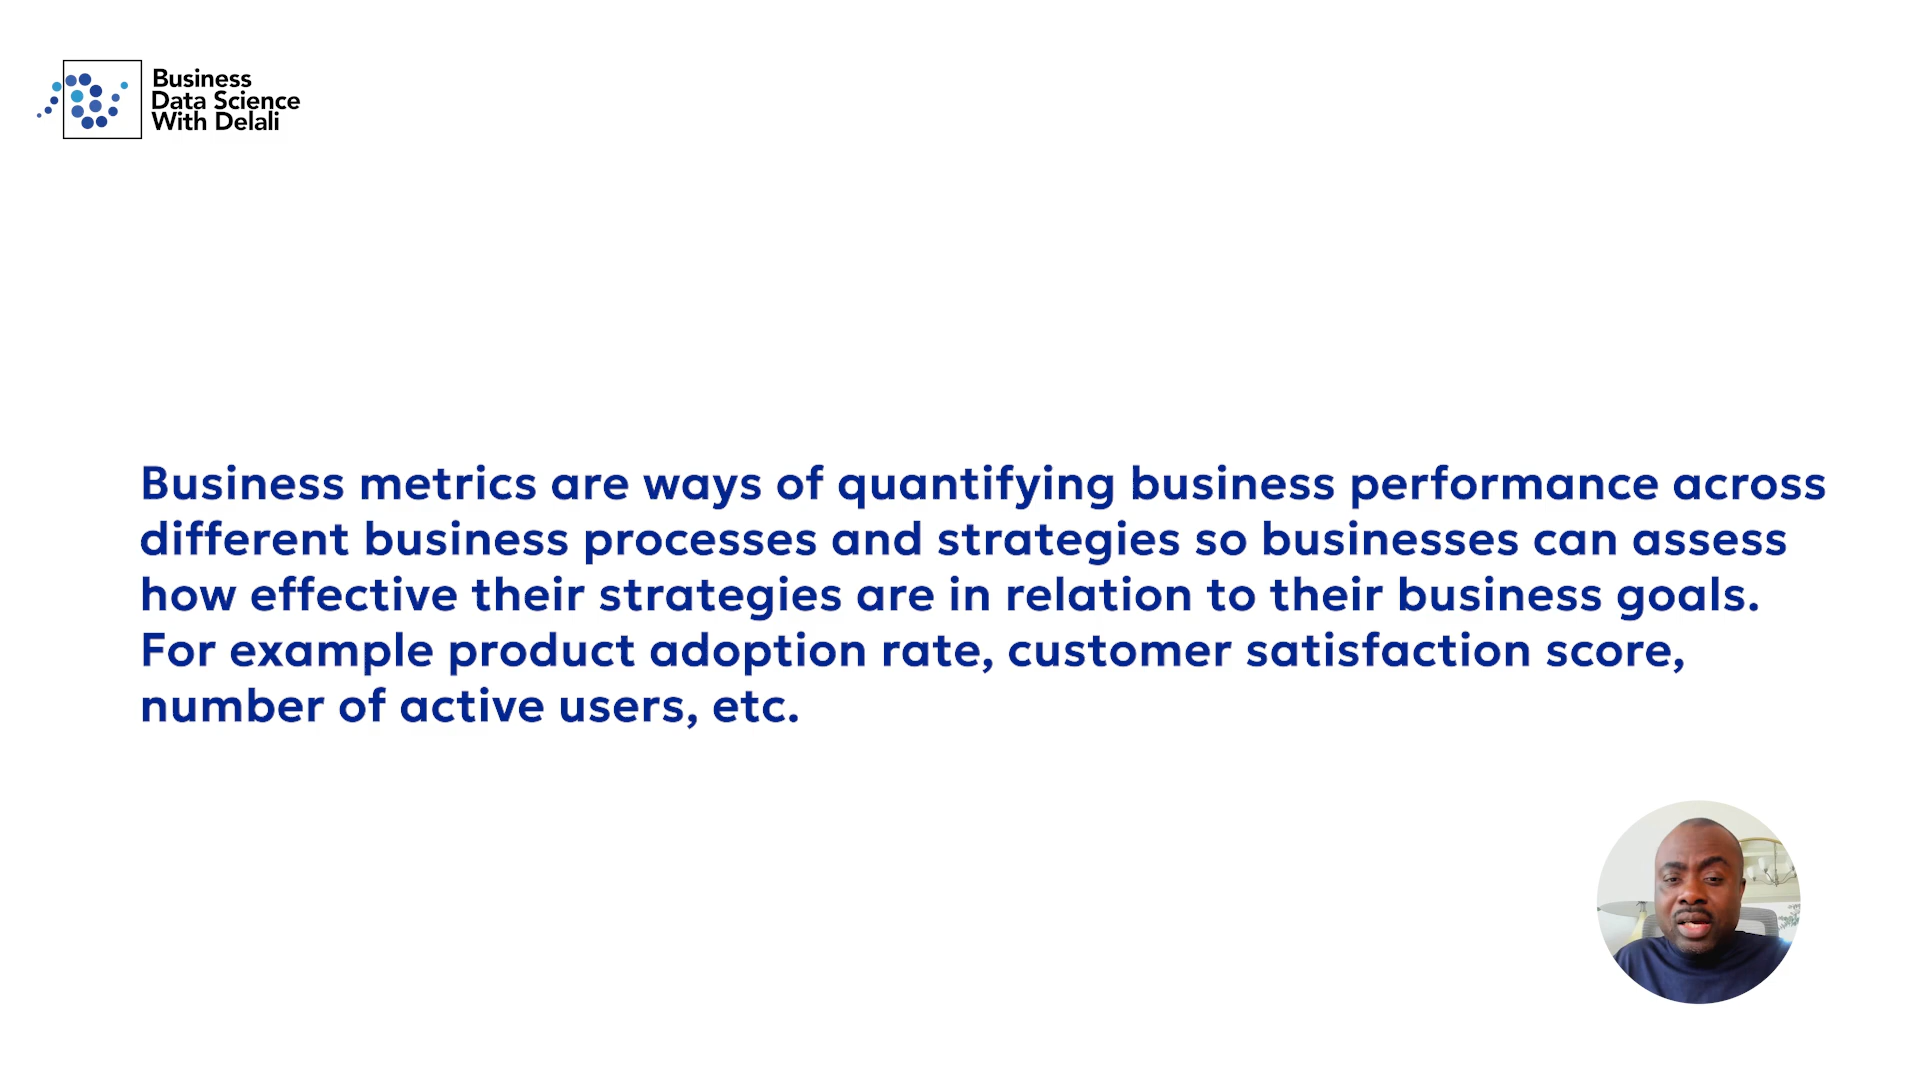 Business
Data Science
With Delali
Business metrics are ways of quantifying business performance across
different business processes and strategies so businesses can assess
how effective their strategies are in relation to their business goals.
For example product adoption rate, customer satisfaction score,
number of active users, etc.